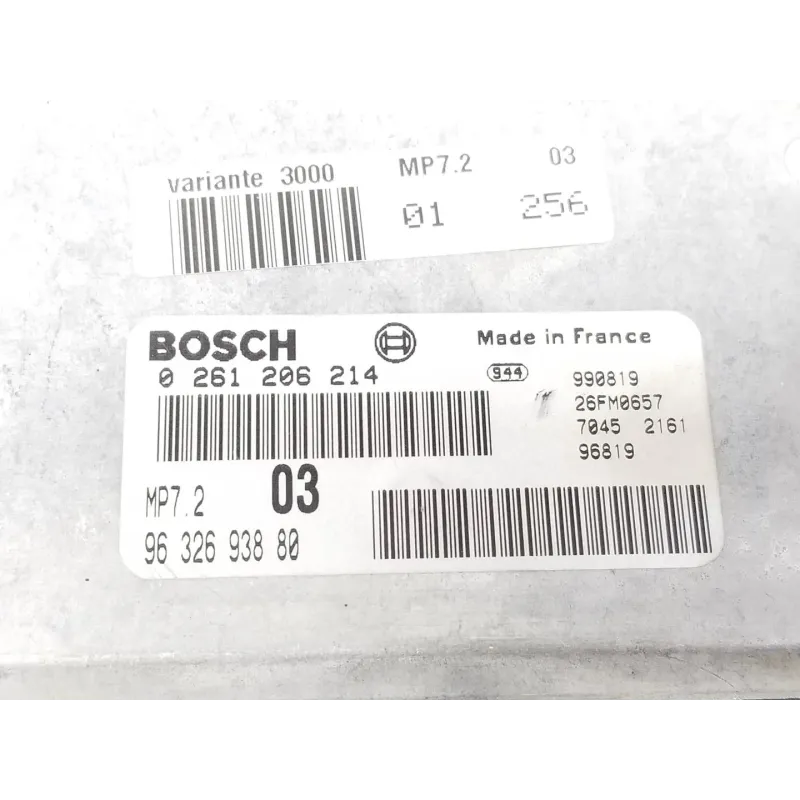 variante 3000 MP7.2 03
01 256
BOSCH Made in France
0 261 206 214 944 990819
26FM0657
7045 2161
96819
MP7.2 03
96 326 938 80